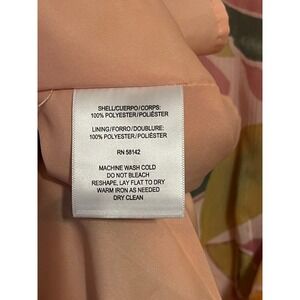 SHELL/CUERPO/CORPS:
100% POLYESTER/POLIÉSTER
LINING/FORRO/DOUBLURE:
100% POLYESTER/POLIÉSTER
RN 58142
MACHINE WASH COLD
DO NOT BLEACH
RESHAPE, LAY FLAT TO DRY
WARM IRON AS NEEDED
DRY CLEAN